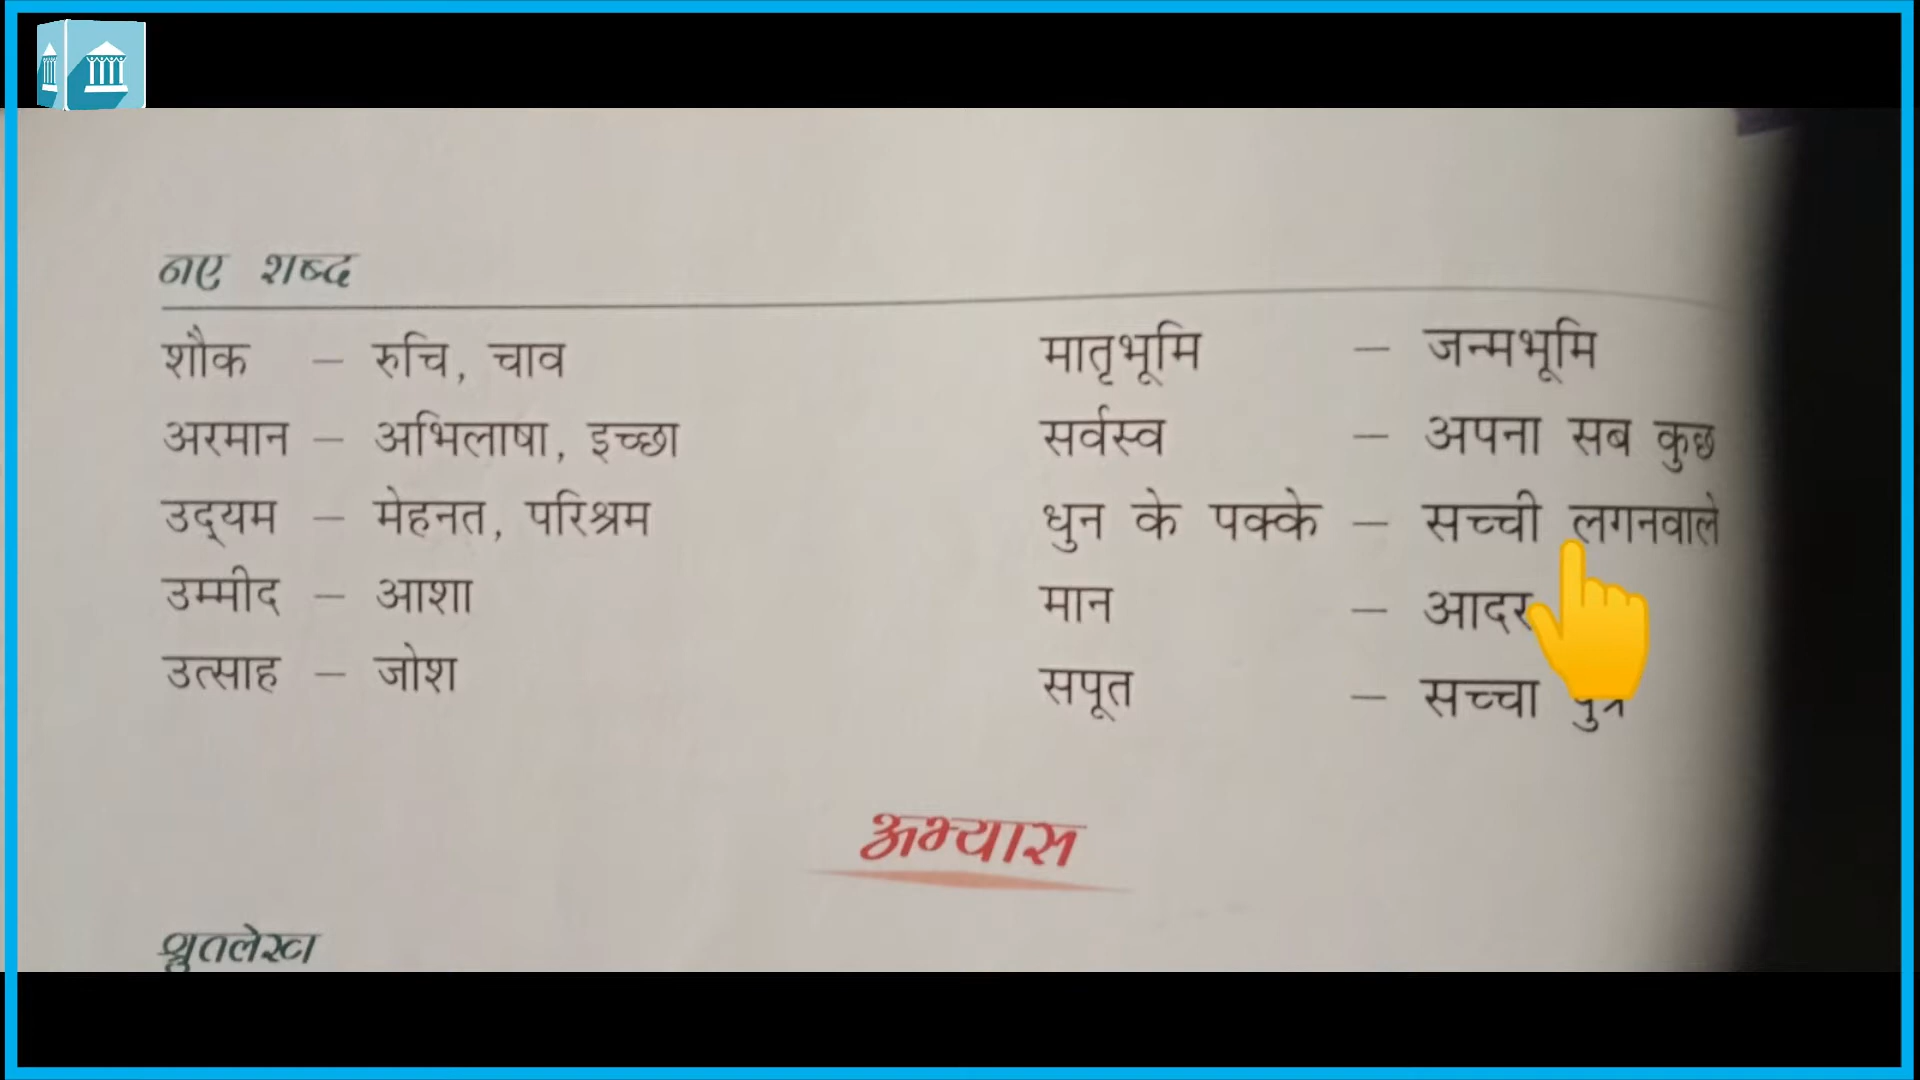 नए शब्द
शौक – रुचि, चाव
अरमान – अभिलाषा, इच्छा
उद्‌यम – मेहनत, परिश्रम
उम्मीद – आशा
उत्साह – जोश
मातृभूमि – जन्मभूमि
सर्वस्व – अपना सब कुछ
धुन के पक्के – सच्ची लगनवाले
मान – आदर
सपूत – सच्चा
अभ्यास
श्रुतलेख